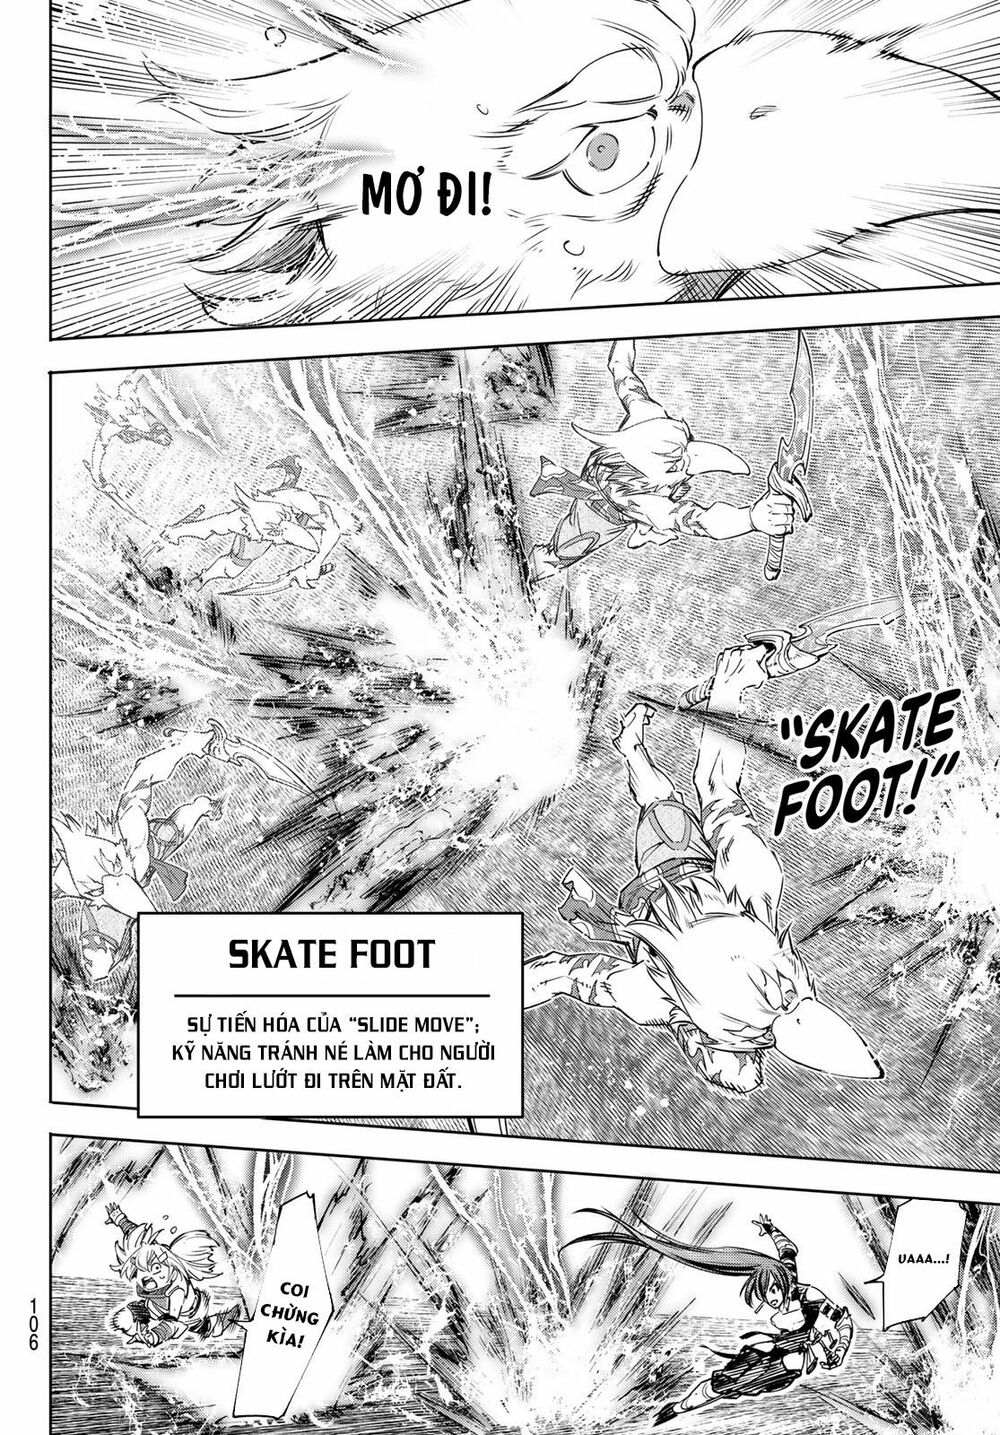 MƠ ĐI!
“SKATE
FOOT!”
SKATE FOOT
SỰ TIẾN HÓA CỦA “SLIDE MOVE”;
KỸ NĂNG TRÁNH NÉ LÀM CHO NGƯỜI
CHƠI LƯỚT ĐI TRÊN MẶT ĐẤT.
UAAA...!
COI
CHỪNG
KÌA!
106